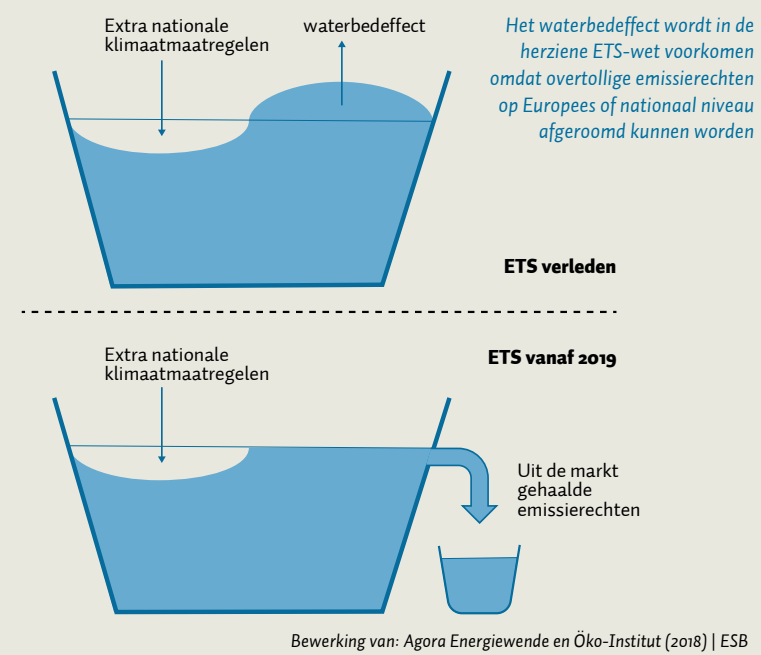 Extra nationale
klimaatmaatregelen
waterbedeffect
Het waterbedeffect wordt in de
herziene ETS-wet voorkomen
omdat overtollige emissierechten
op Europees of nationaal niveau
afgeroomd kunnen worden
ETS verleden
Extra nationale
klimaatmaatregelen
ETS vanaf 2019
Uit de markt
gehaalde
emissierechten
Bewerking van: Agora Energiewende en Öko-Institut (2018) | ESB